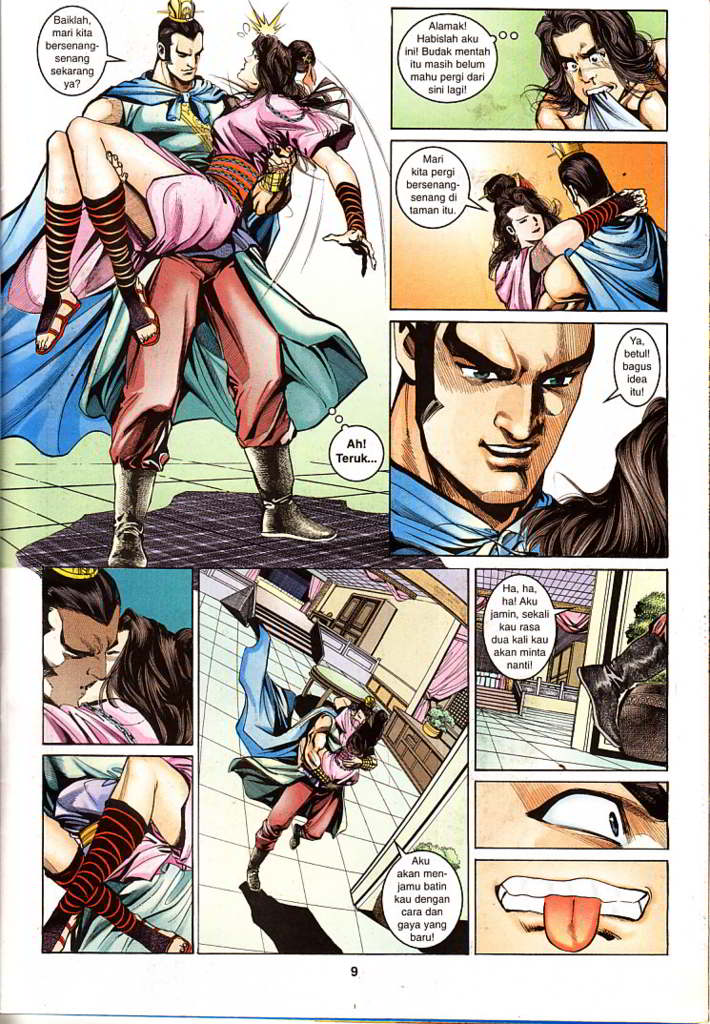 Baiklah,
mari kita
bersenang-
senang
sekarang
ya?
Ah!
Teruk...
Alamak!
Habislah aku
ini! Budak mentah
itu masih belum
mahu pergi dari
sini lagi!
Mari
kita pergi
bersenang-
senang di
taman itu.
Ya,
betul!
bagus
idea
itu!
Aku
akan men-
jamu batin
kau dengan
cara dan
gaya yang
baru!
Ha, ha,
ha! Aku
jamin, sekali
kau rasa
dua kali kau
akan minta
nanti!
9